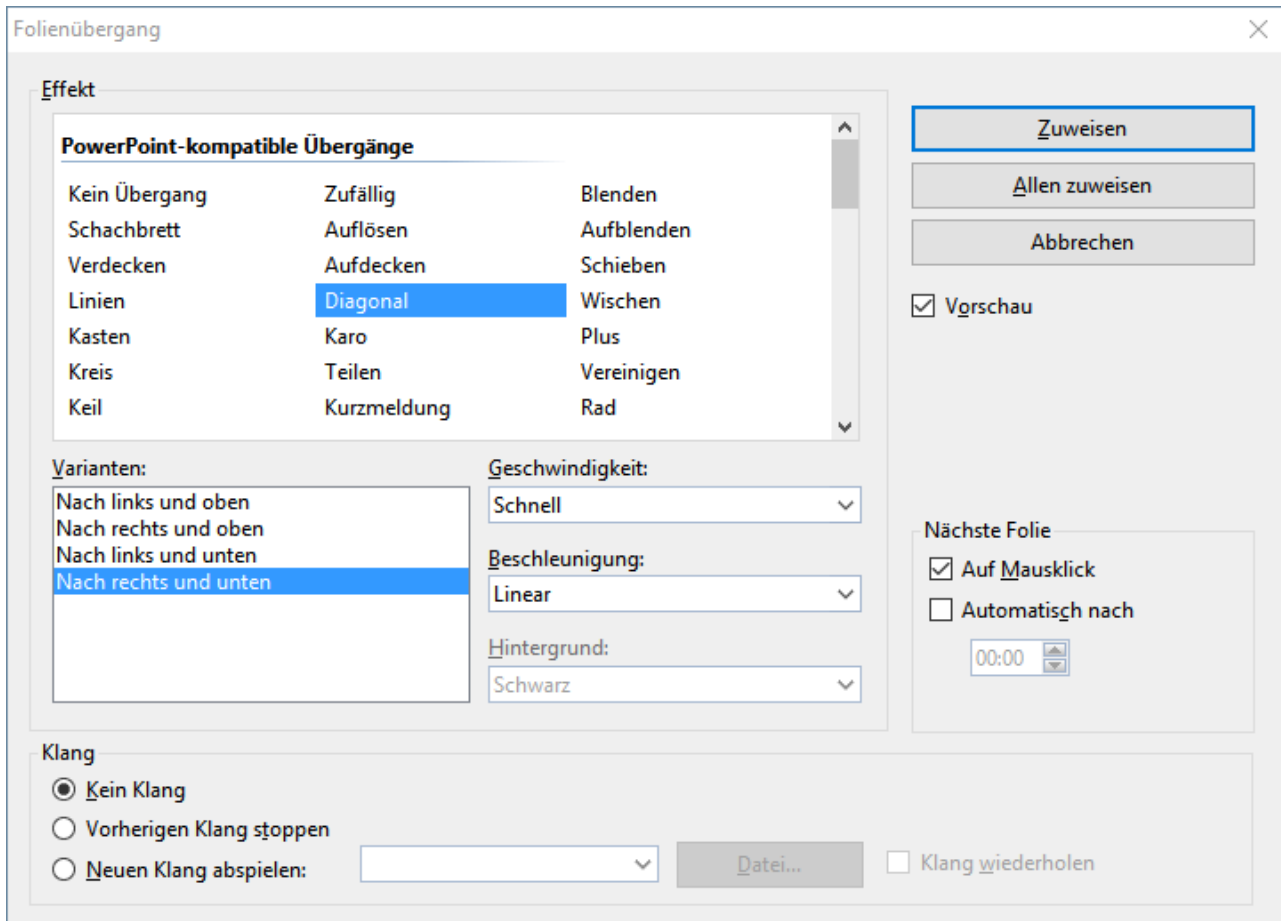 Folienübergang
Effekt
PowerPoint-kompatible Übergänge
Kein Übergang Zufällig Blenden
Schachbrett Auflösen Aufblenden
Verdecken Aufdecken Schieben
Linien Diagonal Wischen
Kasten Karo Plus
Kreis Teilen Vereinigen
Keil Kurzmeldung Rad
Zuweisen
Allen zuweisen
Abbrechen
Vorschau
Varianten:
Nach links und oben
Nach rechts und oben
Nach links und unten
Nach rechts und unten
Geschwindigkeit:
Schnell
Beschleunigung:
Linear
Hintergrund:
Schwarz
Nächste Folie
Auf Mausklick
Automatisch nach
00:00
Klang
Kein Klang
Vorherigen Klang stoppen
Neuen Klang abspielen: Datei... Klang wiederholen